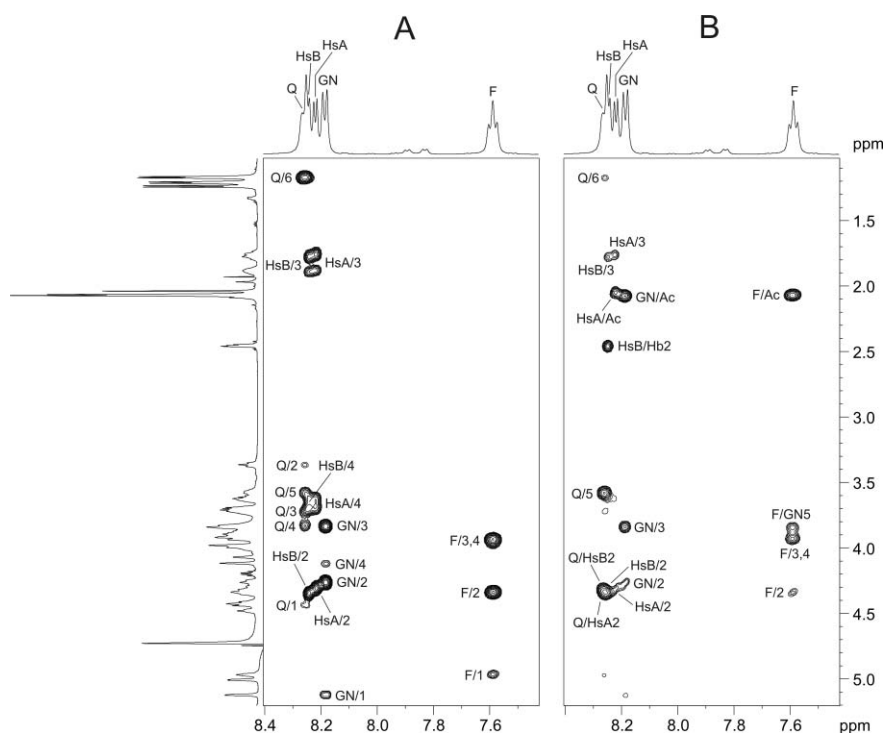 A
B
HsA
HsB
Q
GN
F
HsA
HsB
Q
GN
F
ppm
Q/6
HsB/3
HsA/3
Q/2
HsB/4
Q/5
HsA/4
Q/3
Q/4
GN/3
F/3,4
GN/4
HsB/2
GN/2
F/2
Q/1
HsA/2
F/1
GN/1
8.4 8.2 8.0 7.8 7.6
Q/6
HsA/3
HsB/3
GN/Ac
F/Ac
HsA/Ac
HsB/Hb2
Q/5
F/GN5
GN/3
F/3,4
Q/HsB2
HsB/2
GN/2
F/2
HsA/2
Q/HsA2
1.5
2.0
2.5
3.0
3.5
4.0
4.5
5.0
8.2 8.0 7.8 7.6 ppm